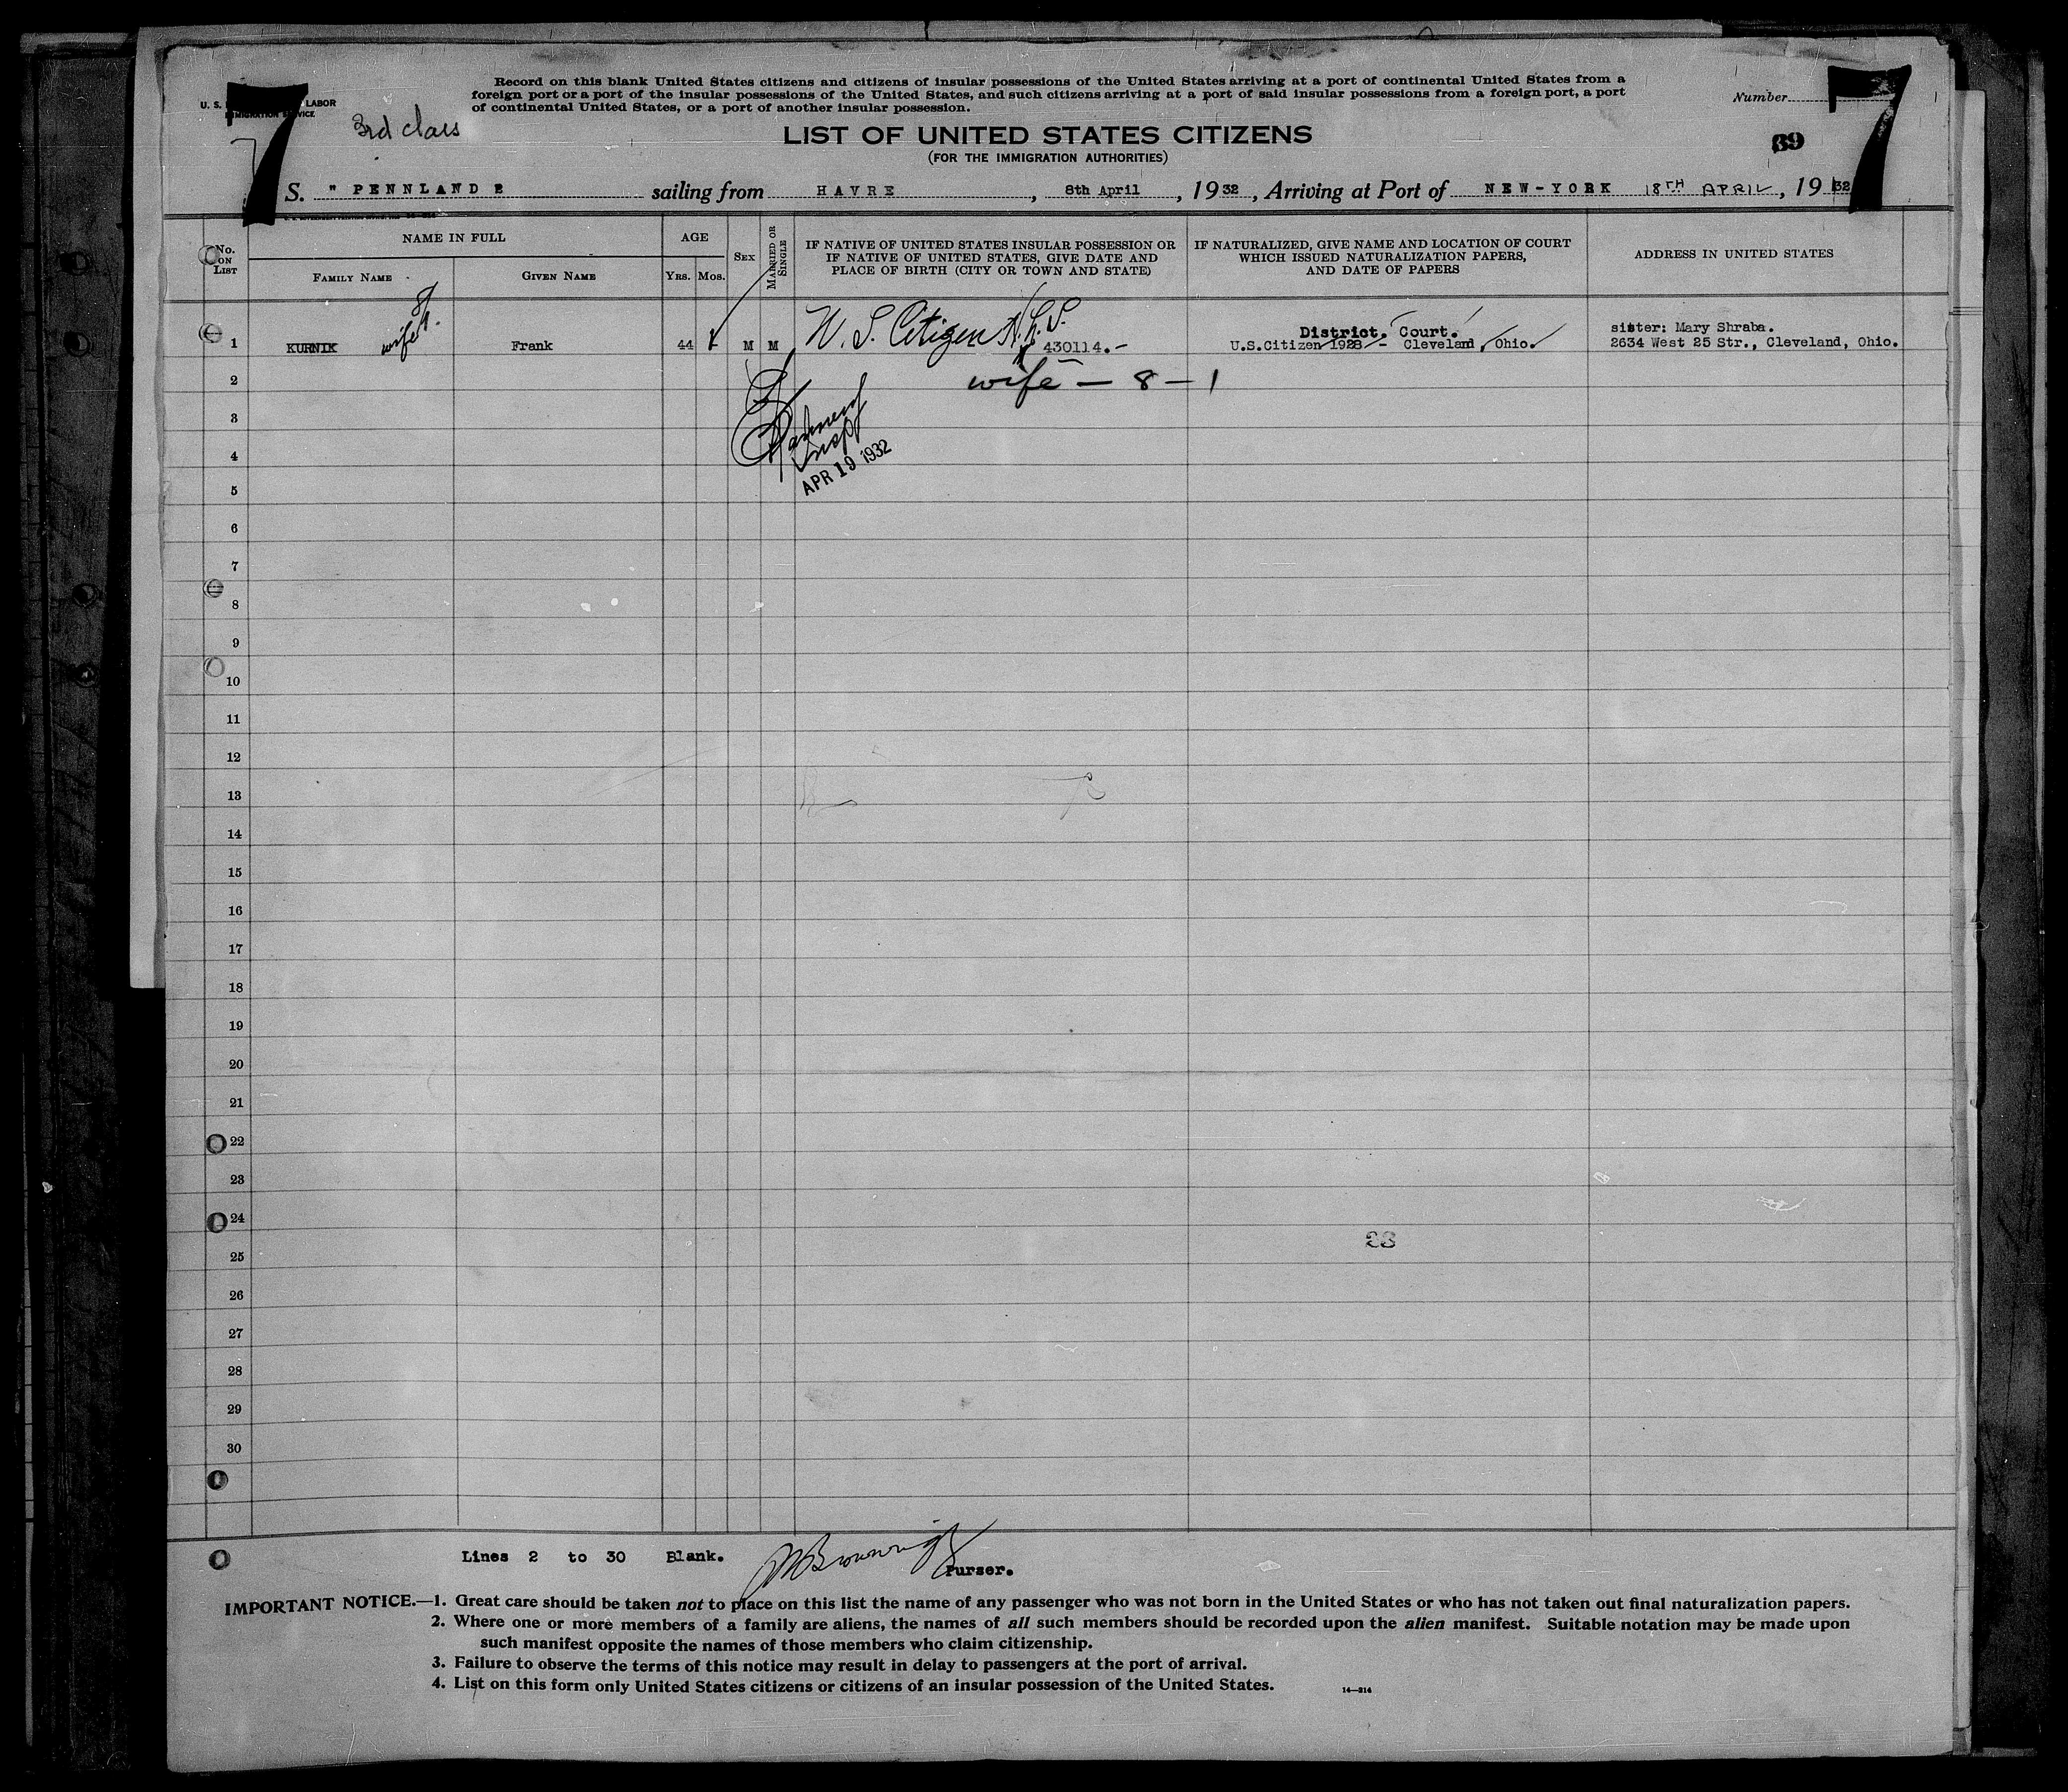 Record on this blank United States citizens and citizens of insular possessions of the United States arriving at a port of continental United States from a
foreign port or a port of the insular possessions of the United States, and such citizens arriving at a port of said insular possessions from a foreign port, a port
of continental United States, or a port of another insular possession.
U. S. LABOR
IMMIGRATION SERVICE
7
3rd class
Number
7
LIST OF UNITED STATES CITIZENS
(FOR THE IMMIGRATION AUTHORITIES)
39
S. " PENNLAND " sailing from HAVRE, 8th April, 1932, Arriving at Port of NEW-YORK 18TH APRIL, 1932
No. ON LIST
NAME IN FULL
FAMILY NAME
GIVEN NAME
AGE
YRS. MOS.
SEX
MARRIED OR SINGLE
IF NATIVE OF UNITED STATES INSULAR POSSESSION OR
IF NATIVE OF UNITED STATES, GIVE DATE AND
PLACE OF BIRTH (CITY OR TOWN AND STATE)
IF NATURALIZED, GIVE NAME AND LOCATION OF COURT
WHICH ISSUED NATURALIZATION PAPERS,
AND DATE OF PAPERS
ADDRESS IN UNITED STATES
1 KURNIK wife 8/1. Frank 44 - M M U. S. Citizen 430114.- District. Court. U.S.Citizen 1928 - Cleveland, Ohio. sister: Mary Shraba.
2634 West 25 Str., Cleveland, Ohio.
2 wife — 8 — 1
3
4 Insp
APR 19 1932
5
6
7
8
9
10
11
12
13
14
15
16
17
18
19
20
21
22
23
24
33
25
26
27
28
29
30
Lines 2 to 30 Blank.
Purser.
IMPORTANT NOTICE.—1. Great care should be taken not to place on this list the name of any passenger who was not born in the United States or who has not taken out final naturalization papers.
2. Where one or more members of a family are aliens, the names of all such members should be recorded upon the alien manifest. Suitable notation may be made upon
such manifest opposite the names of those members who claim citizenship.
3. Failure to observe the terms of this notice may result in delay to passengers at the port of arrival.
4. List on this form only United States citizens or citizens of an insular possession of the United States.
14—214